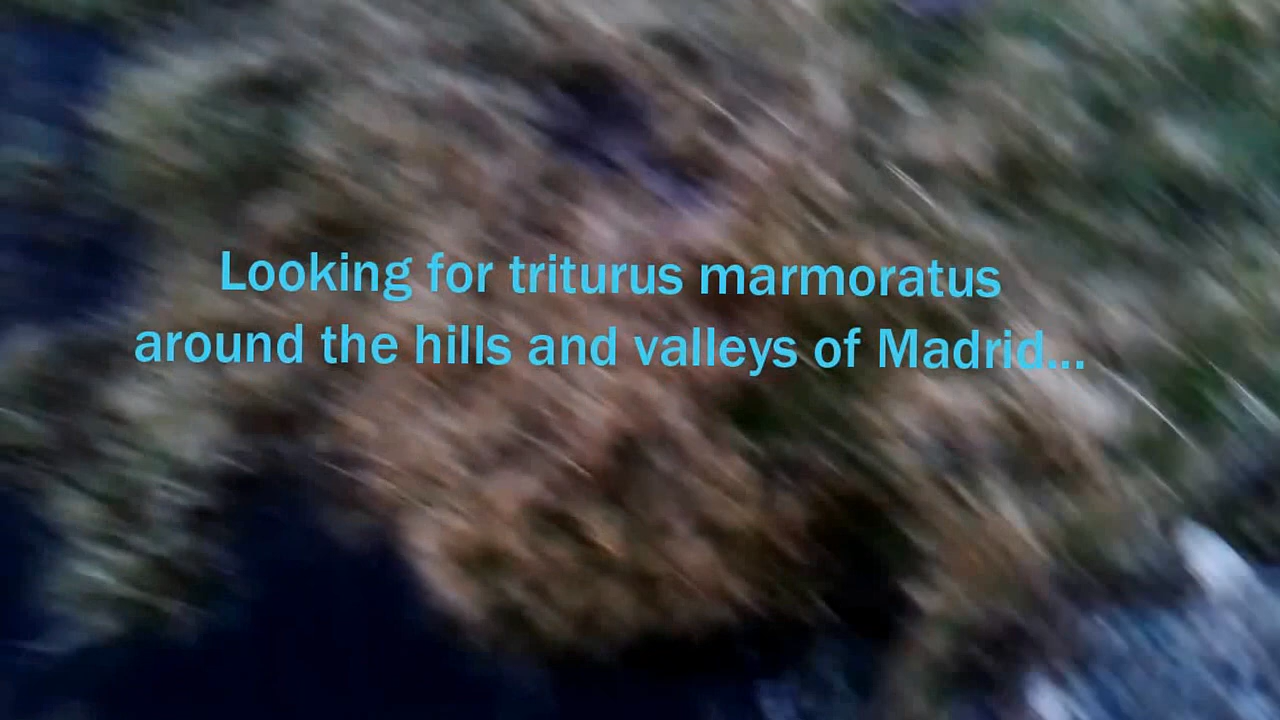 Looking for triturus marmoratus
around the hills and valleys of Madrid...